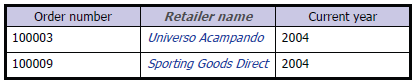 Order number Retailer name Current year
100003 Universo Acampando 2004
100009 Sporting Goods Direct 2004